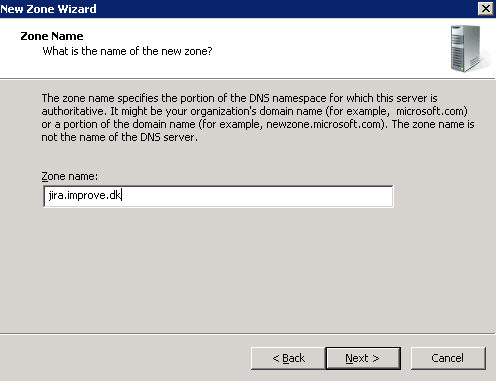 New Zone Wizard
Zone Name
What is the name of the new zone?
The zone name specifies the portion of the DNS namespace for which this server is
authoritative. It might be your organization's domain name (for example, microsoft.com)
or a portion of the domain name (for example, newzone.microsoft.com). The zone name is
not the name of the DNS server.
Zone name:
jira.improve.dk
< Back
Next >
Cancel